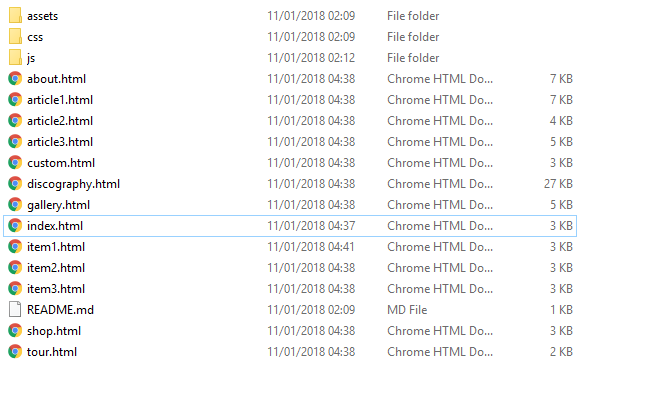 assets 11/01/2018 02:09 File folder
css 11/01/2018 02:09 File folder
js 11/01/2018 02:12 File folder
about.html 11/01/2018 04:38 Chrome HTML Do... 7 KB
article1.html 11/01/2018 04:38 Chrome HTML Do... 7 KB
article2.html 11/01/2018 04:38 Chrome HTML Do... 4 KB
article3.html 11/01/2018 04:38 Chrome HTML Do... 5 KB
custom.html 11/01/2018 04:38 Chrome HTML Do... 3 KB
discography.html 11/01/2018 04:38 Chrome HTML Do... 27 KB
gallery.html 11/01/2018 04:38 Chrome HTML Do... 5 KB
index.html 11/01/2018 04:37 Chrome HTML Do... 3 KB
item1.html 11/01/2018 04:41 Chrome HTML Do... 3 KB
item2.html 11/01/2018 04:38 Chrome HTML Do... 3 KB
item3.html 11/01/2018 04:38 Chrome HTML Do... 3 KB
README.md 11/01/2018 02:09 MD File 1 KB
shop.html 11/01/2018 04:38 Chrome HTML Do... 3 KB
tour.html 11/01/2018 04:38 Chrome HTML Do... 2 KB